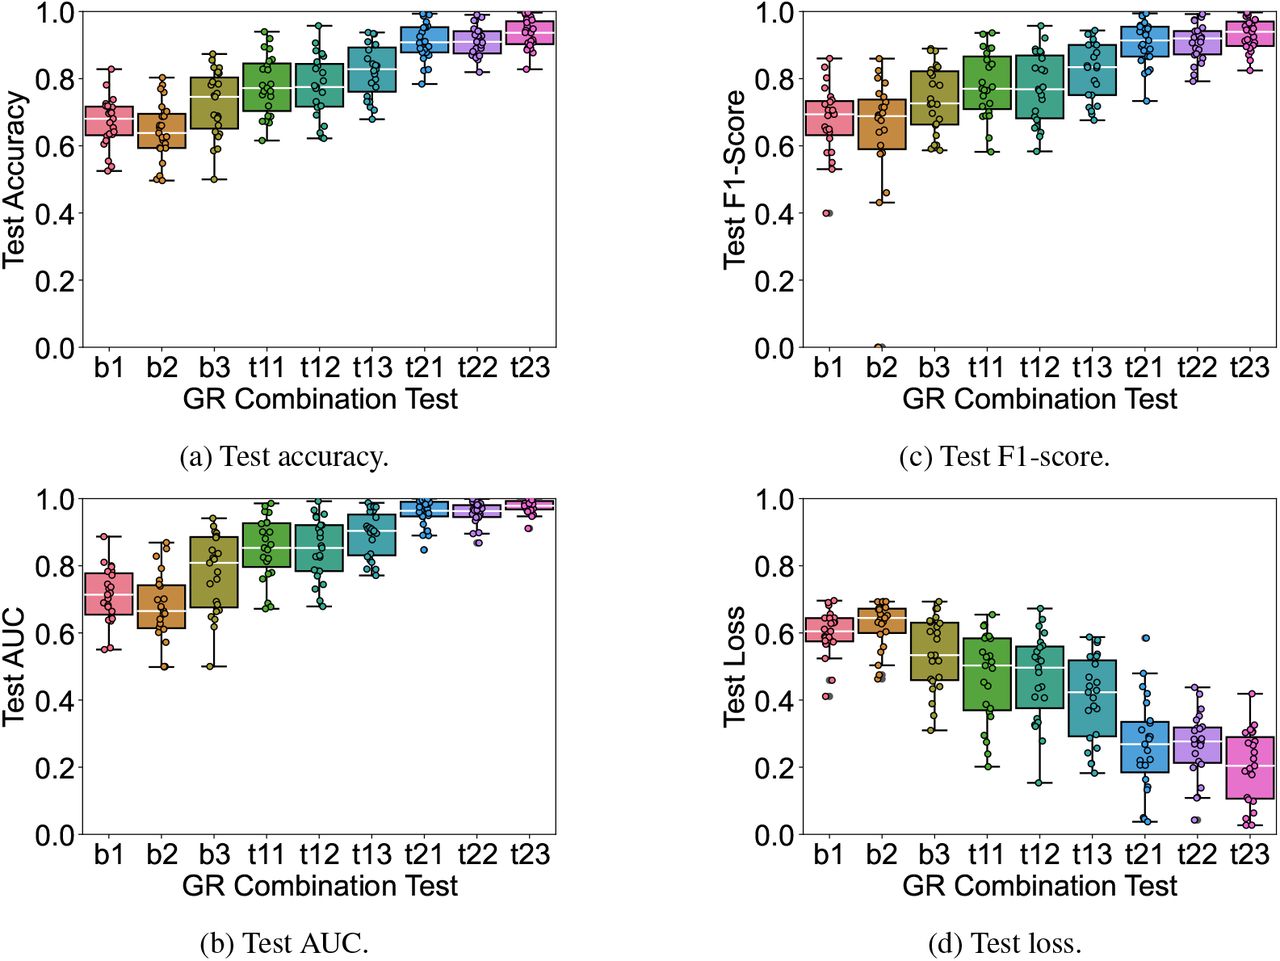 1.0
0.8
0.6
0.4
0.2
0.0
Test Accuracy
b1 b2 b3 t11 t12 t13 t21 t22 t23
GR Combination Test
(a) Test accuracy.
1.0
0.8
0.6
0.4
0.2
0.0
Test F1-Score
b1 b2 b3 t11 t12 t13 t21 t22 t23
GR Combination Test
(c) Test F1-score.
1.0
0.8
0.6
0.4
0.2
0.0
Test AUC
b1 b2 b3 t11 t12 t13 t21 t22 t23
GR Combination Test
(b) Test AUC.
1.0
0.8
0.6
0.4
0.2
0.0
Test Loss
b1 b2 b3 t11 t12 t13 t21 t22 t23
GR Combination Test
(d) Test loss.